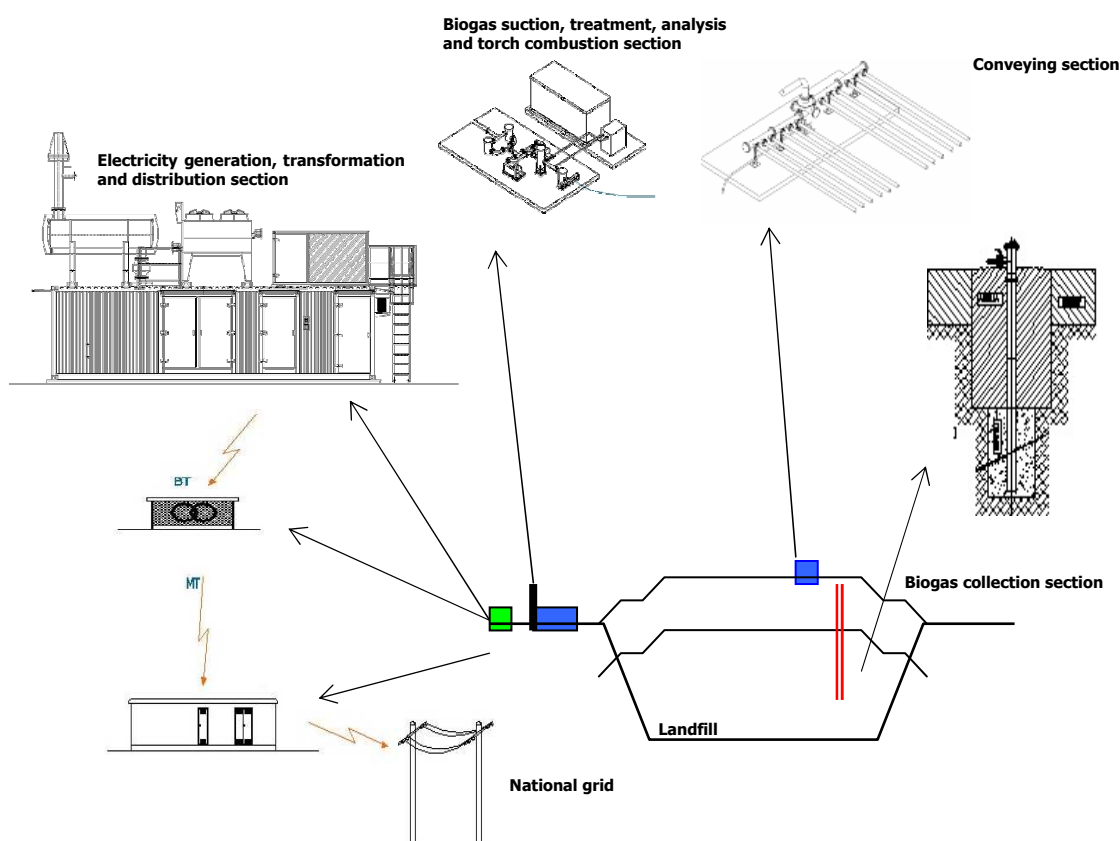 Biogas suction, treatment, analysis
and torch combustion section
Conveying section
Electricity generation, transformation
and distribution section
BT
MT
Biogas collection section
Landfill
National grid